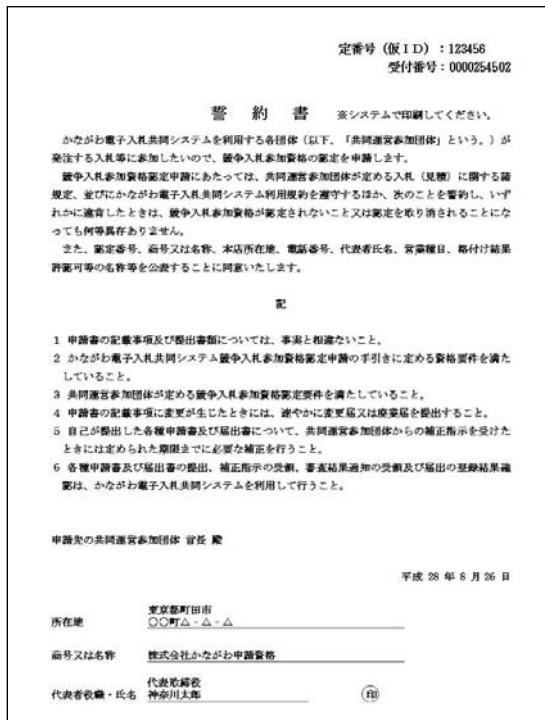 定番号（仮ＩＤ）：123456
受付番号：0000254502
誓 約 書 ※システムで印刷してください。
かながわ電子入札共同システムを利用する各団体（以下、「共同運営参加団体」という。）が
発注する入札等に参加したいので、競争入札参加資格の認定を申請します。
競争入札参加資格認定申請にあたっては、共同運営参加団体が定める入札（見積）に関する諸
規定、並びにかながわ電子入札共同システム利用規約を遵守するほか、次のことを誓約し、いず
れかに違背したときは、競争入札参加資格が認定されないこと又は認定を取り消されることにな
っても何等異存ありません。
また、認定番号、商号又は名称、本店所在地、電話番号、代表者氏名、営業種目、格付け結果
許認可等の名称等を公表することに同意いたします。
記
1 申請書の記載事項及び提出書類については、事実と相違ないこと。
2 かながわ電子入札共同システム競争入札参加資格認定申請の手引きに定める資格要件を満た
していること。
3 共同運営参加団体が定める競争入札参加資格認定要件を満たしていること。
4 申請書の記載事項に変更が生じたときには、速やかに変更届又は廃業届を提出すること。
5 自己が提出した各種申請書及び届出書について、共同運営参加団体からの補正指示を受けた
ときには定められた期限までに必要な補正を行うこと。
6 各種申請書及び届出書の提出、補正指示の受領、審査結果通知の受領及び届出の登録結果確
認は、かながわ電子入札共同システムを利用して行うこと。
申請先の共同運営参加団体 首長 殿
平成 28 年 8 月 26 日
東京都町田市
所在地 〇〇町△－△－△
商号又は名称 株式会社かながわ申請資格
代表取締役
代表者役職・氏名 神奈川太郎 印